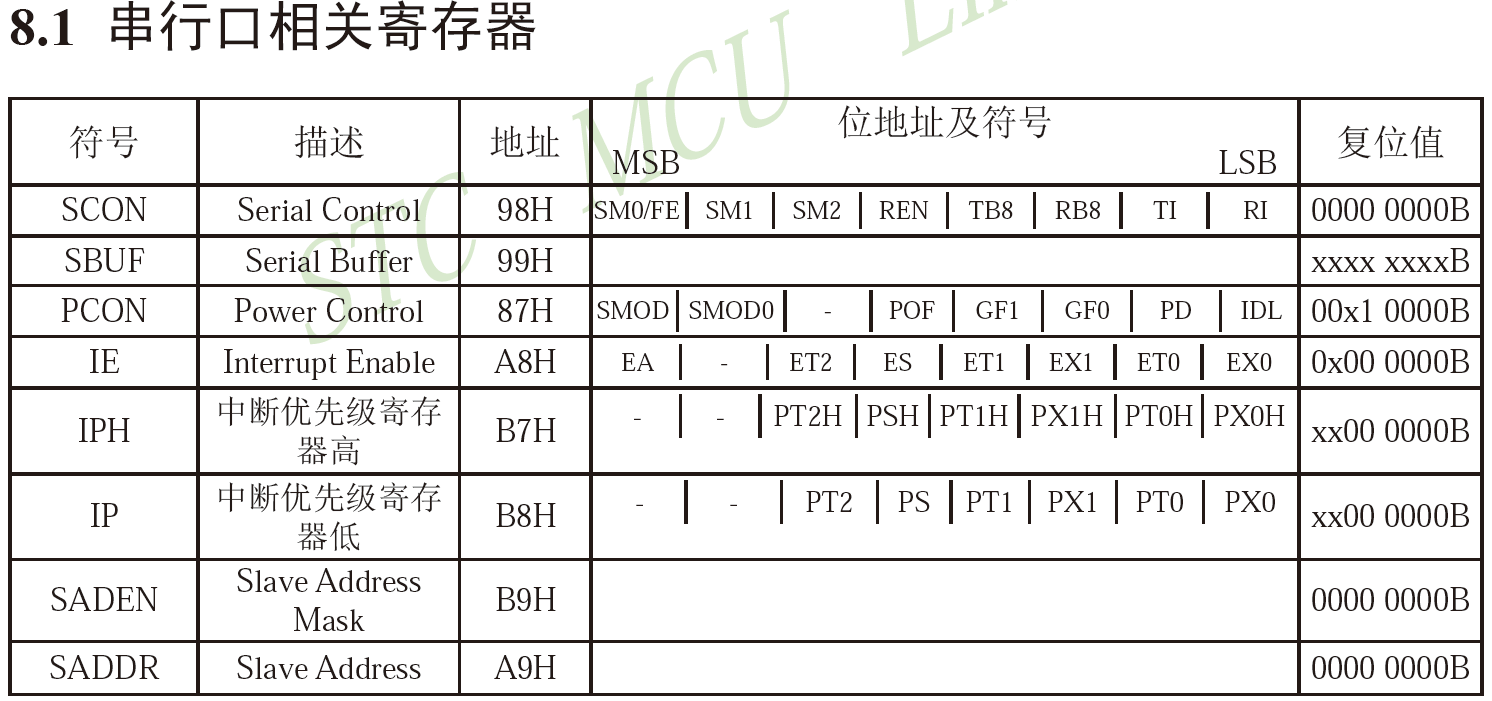 8.1 串行口相关寄存器
符号 描述 地址 位地址及符号 复位值
MSB LSB
SCON Serial Control 98H SM0/FE SM1 SM2 REN TB8 RB8 TI RI 0000 0000B
SBUF Serial Buffer 99H xxxx xxxxB
PCON Power Control 87H SMOD SMOD0 - POF GF1 GF0 PD IDL 00x1 0000B
IE Interrupt Enable A8H EA - ET2 ES ET1 EX1 ET0 EX0 0x00 0000B
IPH 中断优先级寄存 B7H - - PT2H PSH PT1H PX1H PT0H PX0H xx00 0000B
器高
IP 中断优先级寄存 B8H - - PT2 PS PT1 PX1 PT0 PX0 xx00 0000B
器低
SADEN Slave Address B9H 0000 0000B
Mask
SADDR Slave Address A9H 0000 0000B
STC MCU